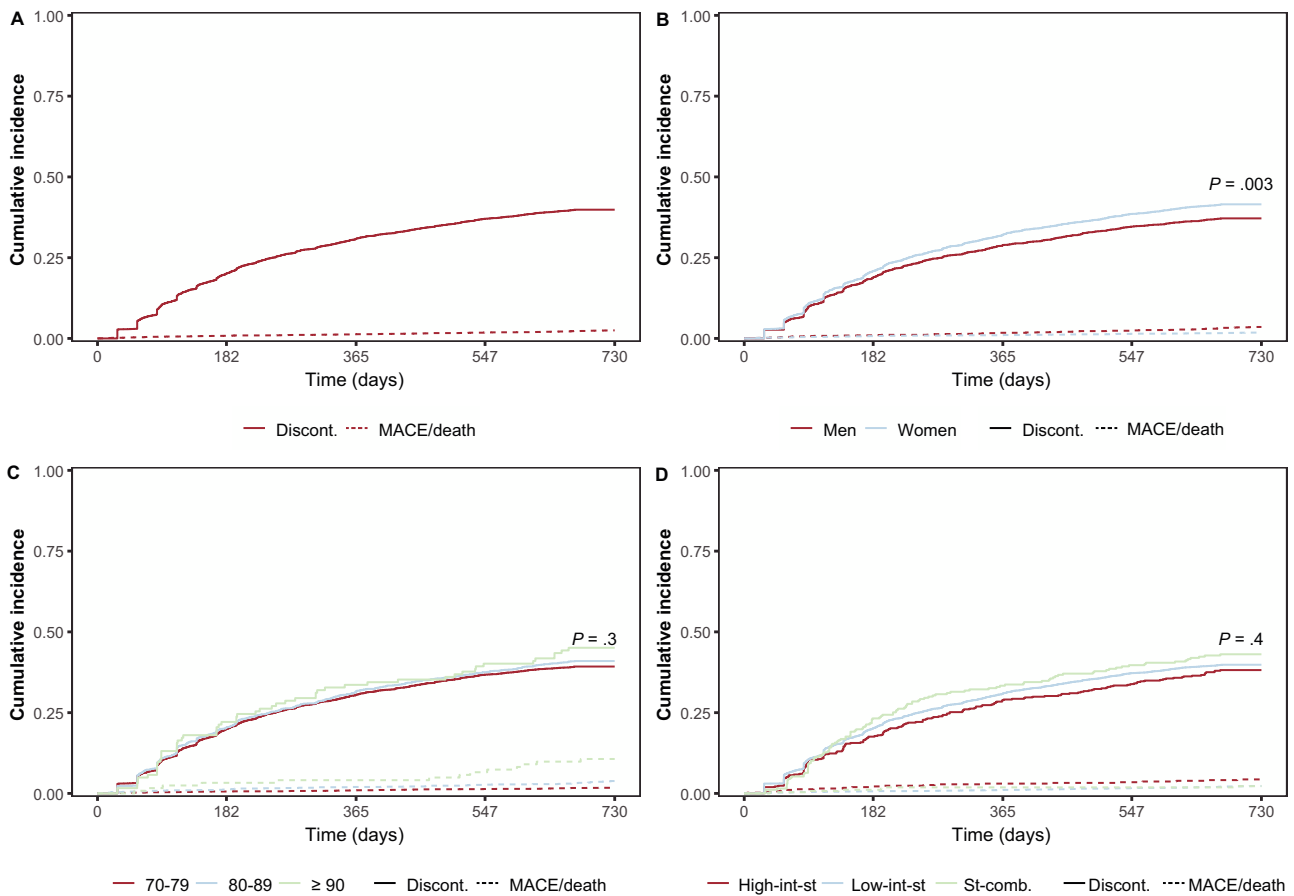 A
1.00
0.75
0.50
0.25
0.00
Cumulative incidence
0 182 365 547 730
Time (days)
Discont. MACE/death
B
1.00
0.75
0.50
0.25
0.00
Cumulative incidence
P = .003
0 182 365 547 730
Time (days)
Men Women Discont. MACE/death
C
1.00
0.75
0.50
0.25
0.00
Cumulative incidence
P = .3
0 182 365 547 730
Time (days)
70-79 80-89 ≥ 90 Discont. MACE/death
D
1.00
0.75
0.50
0.25
0.00
Cumulative incidence
P = .4
0 182 365 547 730
Time (days)
High-int-st Low-int-st St-comb. Discont. MACE/death